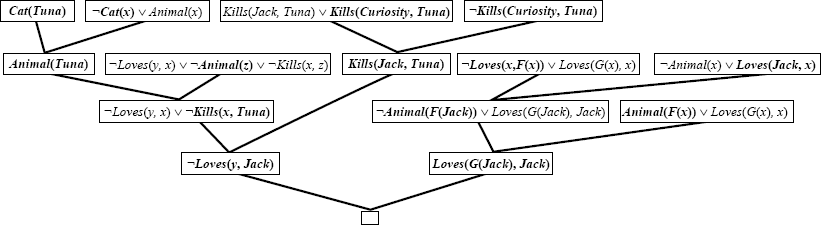 Cat(Tuna)
¬Cat(x) ∨ Animal(x)
Kills(Jack, Tuna) ∨ Kills(Curiosity, Tuna)
¬Kills(Curiosity, Tuna)
Animal(Tuna)
¬Loves(y, x) ∨ ¬Animal(z) ∨ ¬Kills(x, z)
Kills(Jack, Tuna)
¬Loves(x,F(x)) ∨ Loves(G(x), x)
¬Animal(x) ∨ Loves(Jack, x)
¬Loves(y, x) ∨ ¬Kills(x, Tuna)
¬Animal(F(Jack)) ∨ Loves(G(Jack), Jack)
Animal(F(x)) ∨ Loves(G(x), x)
¬Loves(y, Jack)
Loves(G(Jack), Jack)